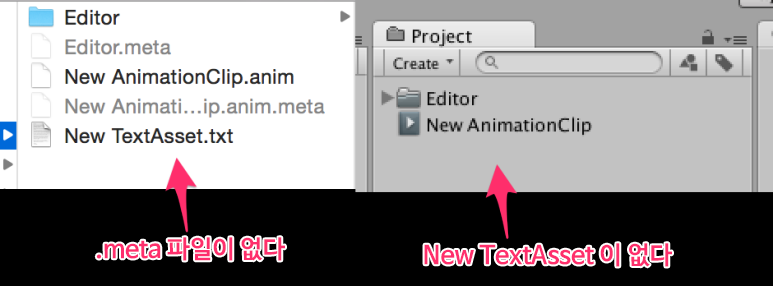 Editor
Editor.meta
New AnimationClip.anim
New Animati...ip.anim.meta
New TextAsset.txt
.meta 파일이 없다
Project
Create
Editor
New AnimationClip
New TextAsset 이 없다